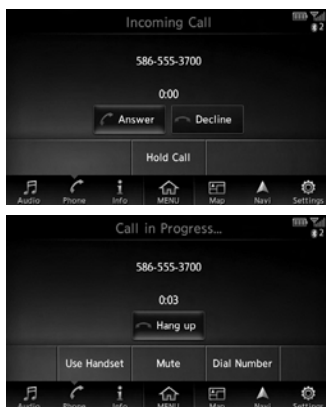 Incoming Call
2
586-555-3700
0:00
Answer Decline
Hold Call
Audio Phone Info MENU Map Navi Settings
Call in Progress...
2
586-555-3700
0:03
Hang up
Use Handset Mute Dial Number
Audio Phone Info MENU Map Navi Settings